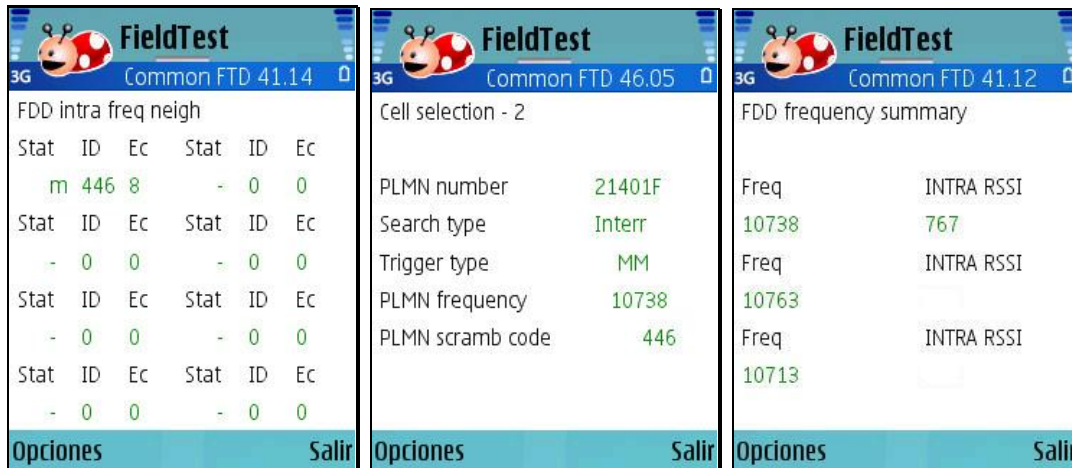 FieldTest
3G Common FTD 41.14
FDD intra freq neigh
Stat ID Ec Stat ID Ec
m 446 8 - 0 0
Stat ID Ec Stat ID Ec
- 0 0 - 0 0
Stat ID Ec Stat ID Ec
- 0 0 - 0 0
Stat ID Ec Stat ID Ec
- 0 0 - 0 0
Opciones Salir
FieldTest
3G Common FTD 46.05
Cell selection - 2
PLMN number 21401F
Search type Interr
Trigger type MM
PLMN frequency 10738
PLMN scramb code 446
Opciones Salir
FieldTest
3G Common FTD 41.12
FDD frequency summary
Freq INTRA RSSI
10738 767
Freq INTRA RSSI
10763
Freq INTRA RSSI
10713
Opciones Salir